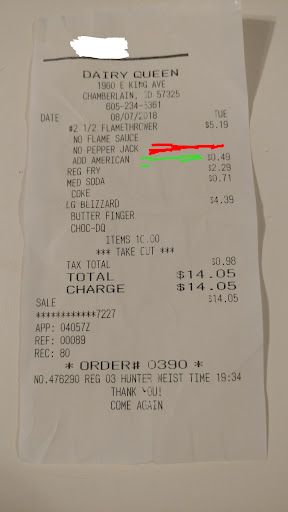 DAIRY QUEEN
1960 E KING AVE
CHAMBERLAIN, SD 57325
605-234-5361
DATE 08/07/2018 TUE
#2 1/2 FLAMETHROWER $5.19
NO FLAME SAUCE
NO PEPPER JACK
ADD AMERICAN $0.49
REG FRY $2.29
MED SODA $0.71
COKE
LG BLIZZARD $4.39
BUTTER FINGER
CHOC-DQ
ITEMS 10.00
*** TAKE OUT ***
TAX TOTAL $0.98
TOTAL $14.05
CHARGE $14.05
SALE $14.05
************7227
APP: 04057Z
REF: 00089
REC: 80
* ORDER# 0390 *
NO.476290 REG 03 HUNTER HEIST TIME 19:34
THANK YOU!
COME AGAIN